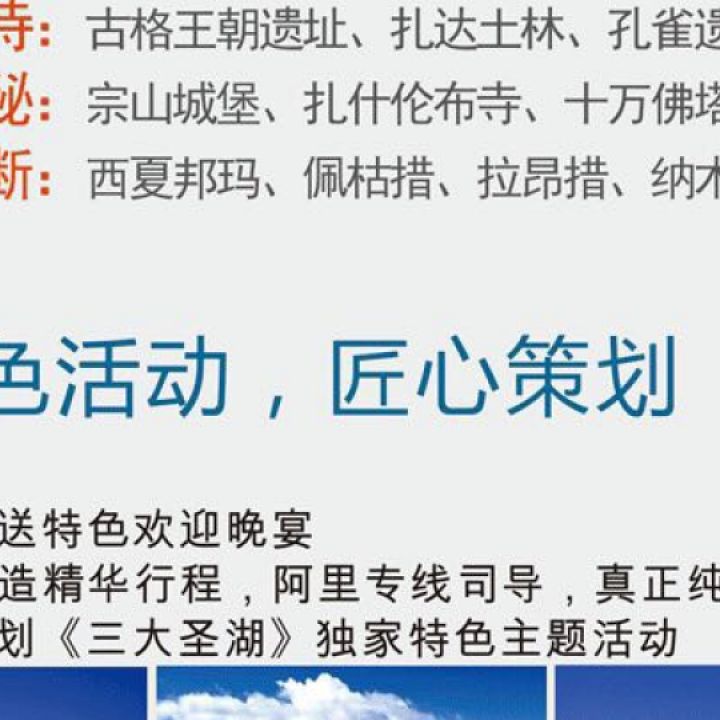 寺：古格王朝遗址、扎达土林、孔雀遗
秘：宗山城堡、扎什伦布寺、十万佛塔
断：西夏邦玛、佩枯措、拉昂措、纳木
色活动，匠心策划
送特色欢迎晚宴
造精华行程，阿里专线司导，真正纯
划《三大圣湖》独家特色主题活动